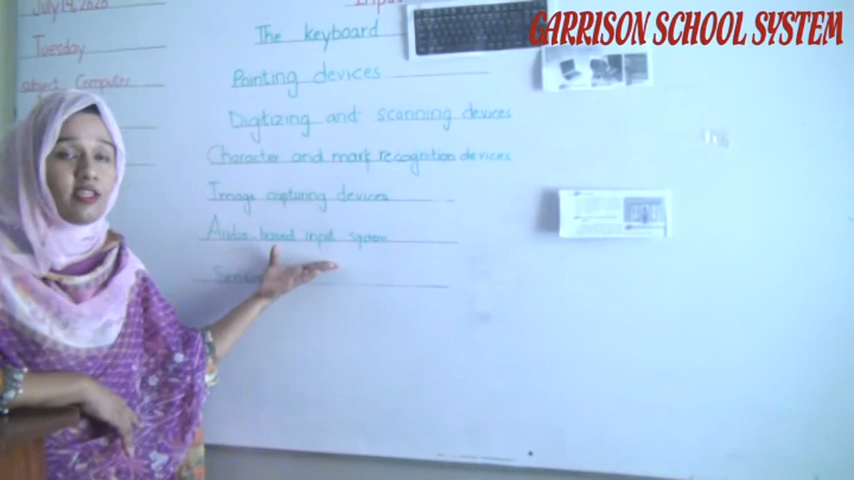 July 14, 2020
Input
GARRISON SCHOOL SYSTEM
The keyboard
Tuesday
Pointing devices
subject Computer
Digitizing and scanning devices
Character and mark recognition devices
Image capturing devices
Audio based input system